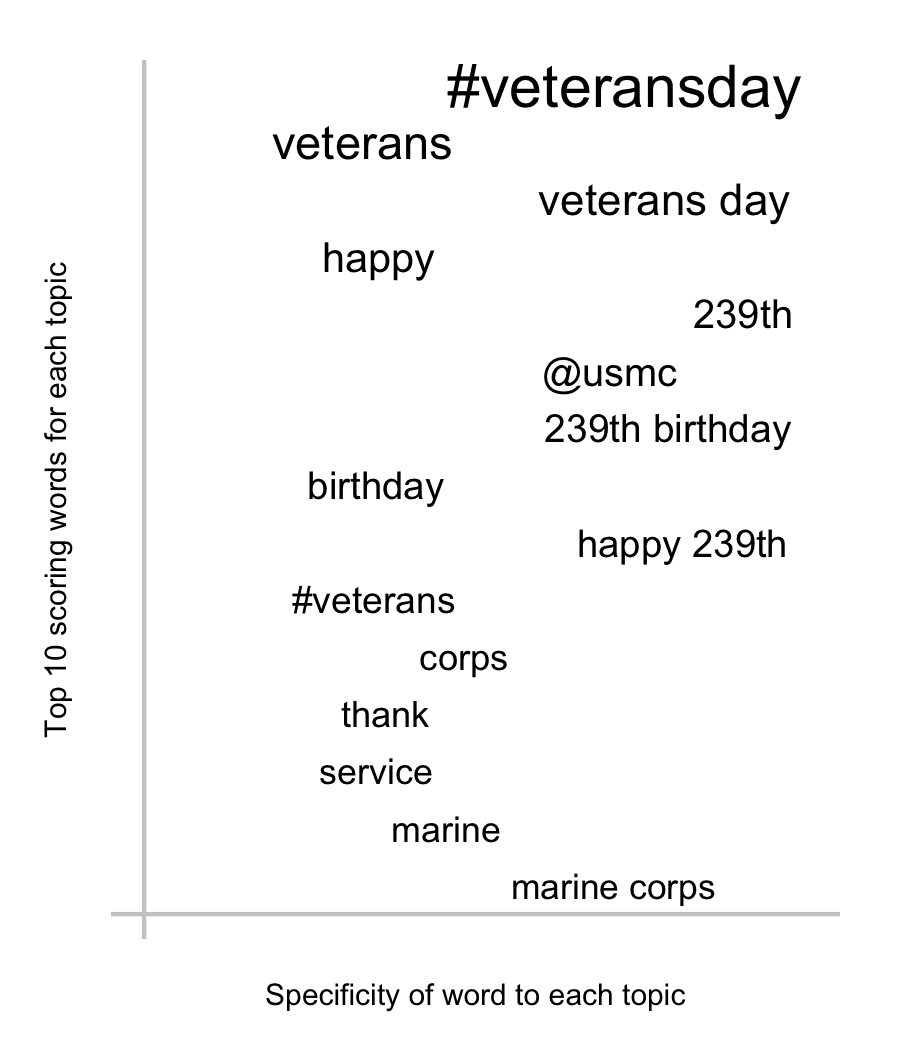 #veteransday
veterans
veterans day
happy
239th
@usmc
239th birthday
birthday
happy 239th
#veterans
corps
thank
service
marine
marine corps
Top 10 scoring words for each topic
Specificity of word to each topic